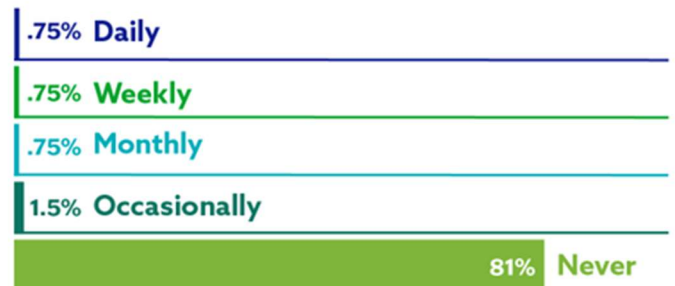 .75% Daily
.75% Weekly
.75% Monthly
1.5% Occasionally
81% Never